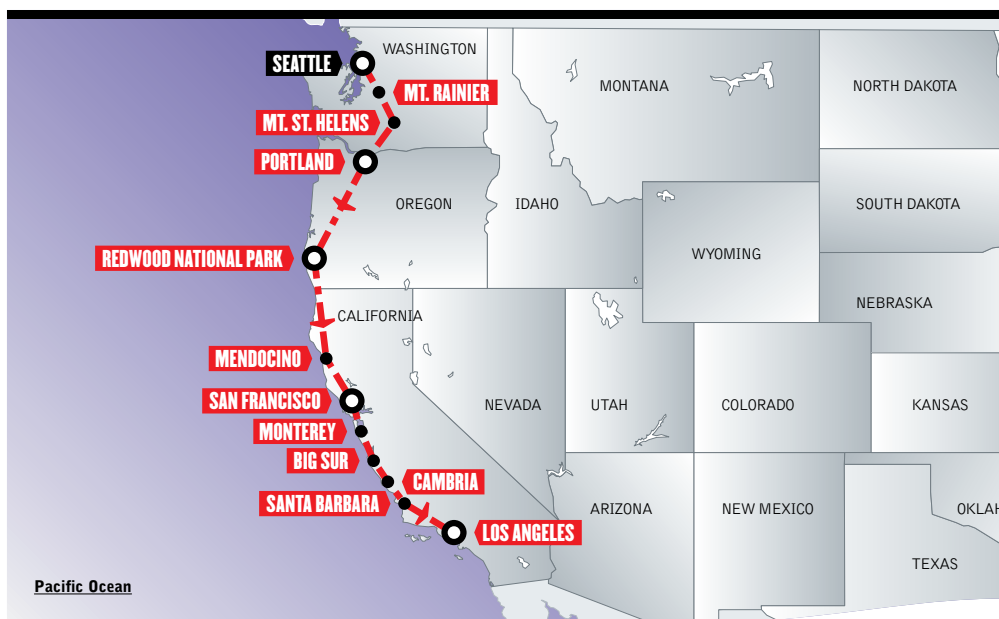 WASHINGTON
SEATTLE
MONTANA
NORTH DAKOTA
MT. RAINIER
MT. ST. HELENS
PORTLAND
OREGON
IDAHO
SOUTH DAKOTA
REDWOOD NATIONAL PARK
WYOMING
NEBRASKA
CALIFORNIA
MENDOCINO
SAN FRANCISCO
NEVADA
UTAH
COLORADO
KANSAS
MONTEREY
BIG SUR
CAMBRIA
SANTA BARBARA
ARIZONA
NEW MEXICO
OKLAH
LOS ANGELES
TEXAS
Pacific Ocean